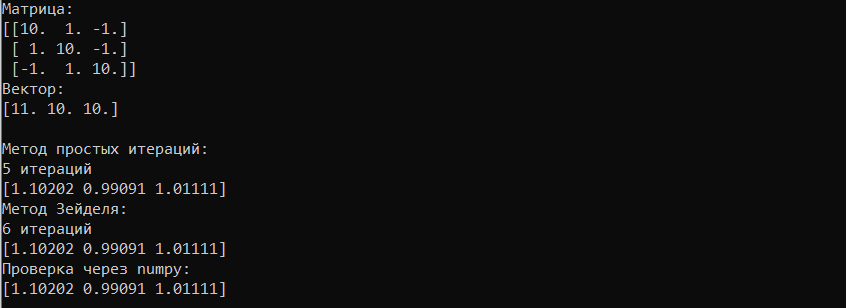 Матрица:
[[10.  1. -1.]
 [ 1. 10. -1.]
 [-1.  1. 10.]]
Вектор:
[11. 10. 10.]

Метод простых итераций:
5 итераций
[1.10202 0.99091 1.01111]
Метод Зейделя:
6 итераций
[1.10202 0.99091 1.01111]
Проверка через numpy:
[1.10202 0.99091 1.01111]